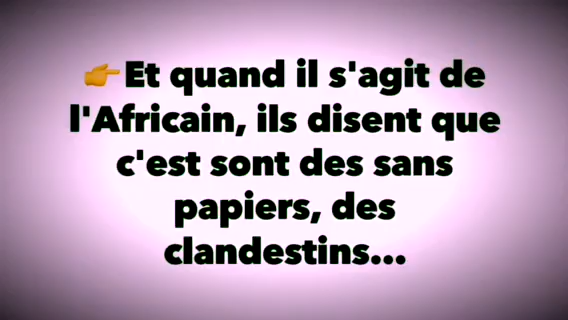 👉Et quand il s'agit de
l'Africain, ils disent que
c'est sont des sans
papiers, des
clandestins...